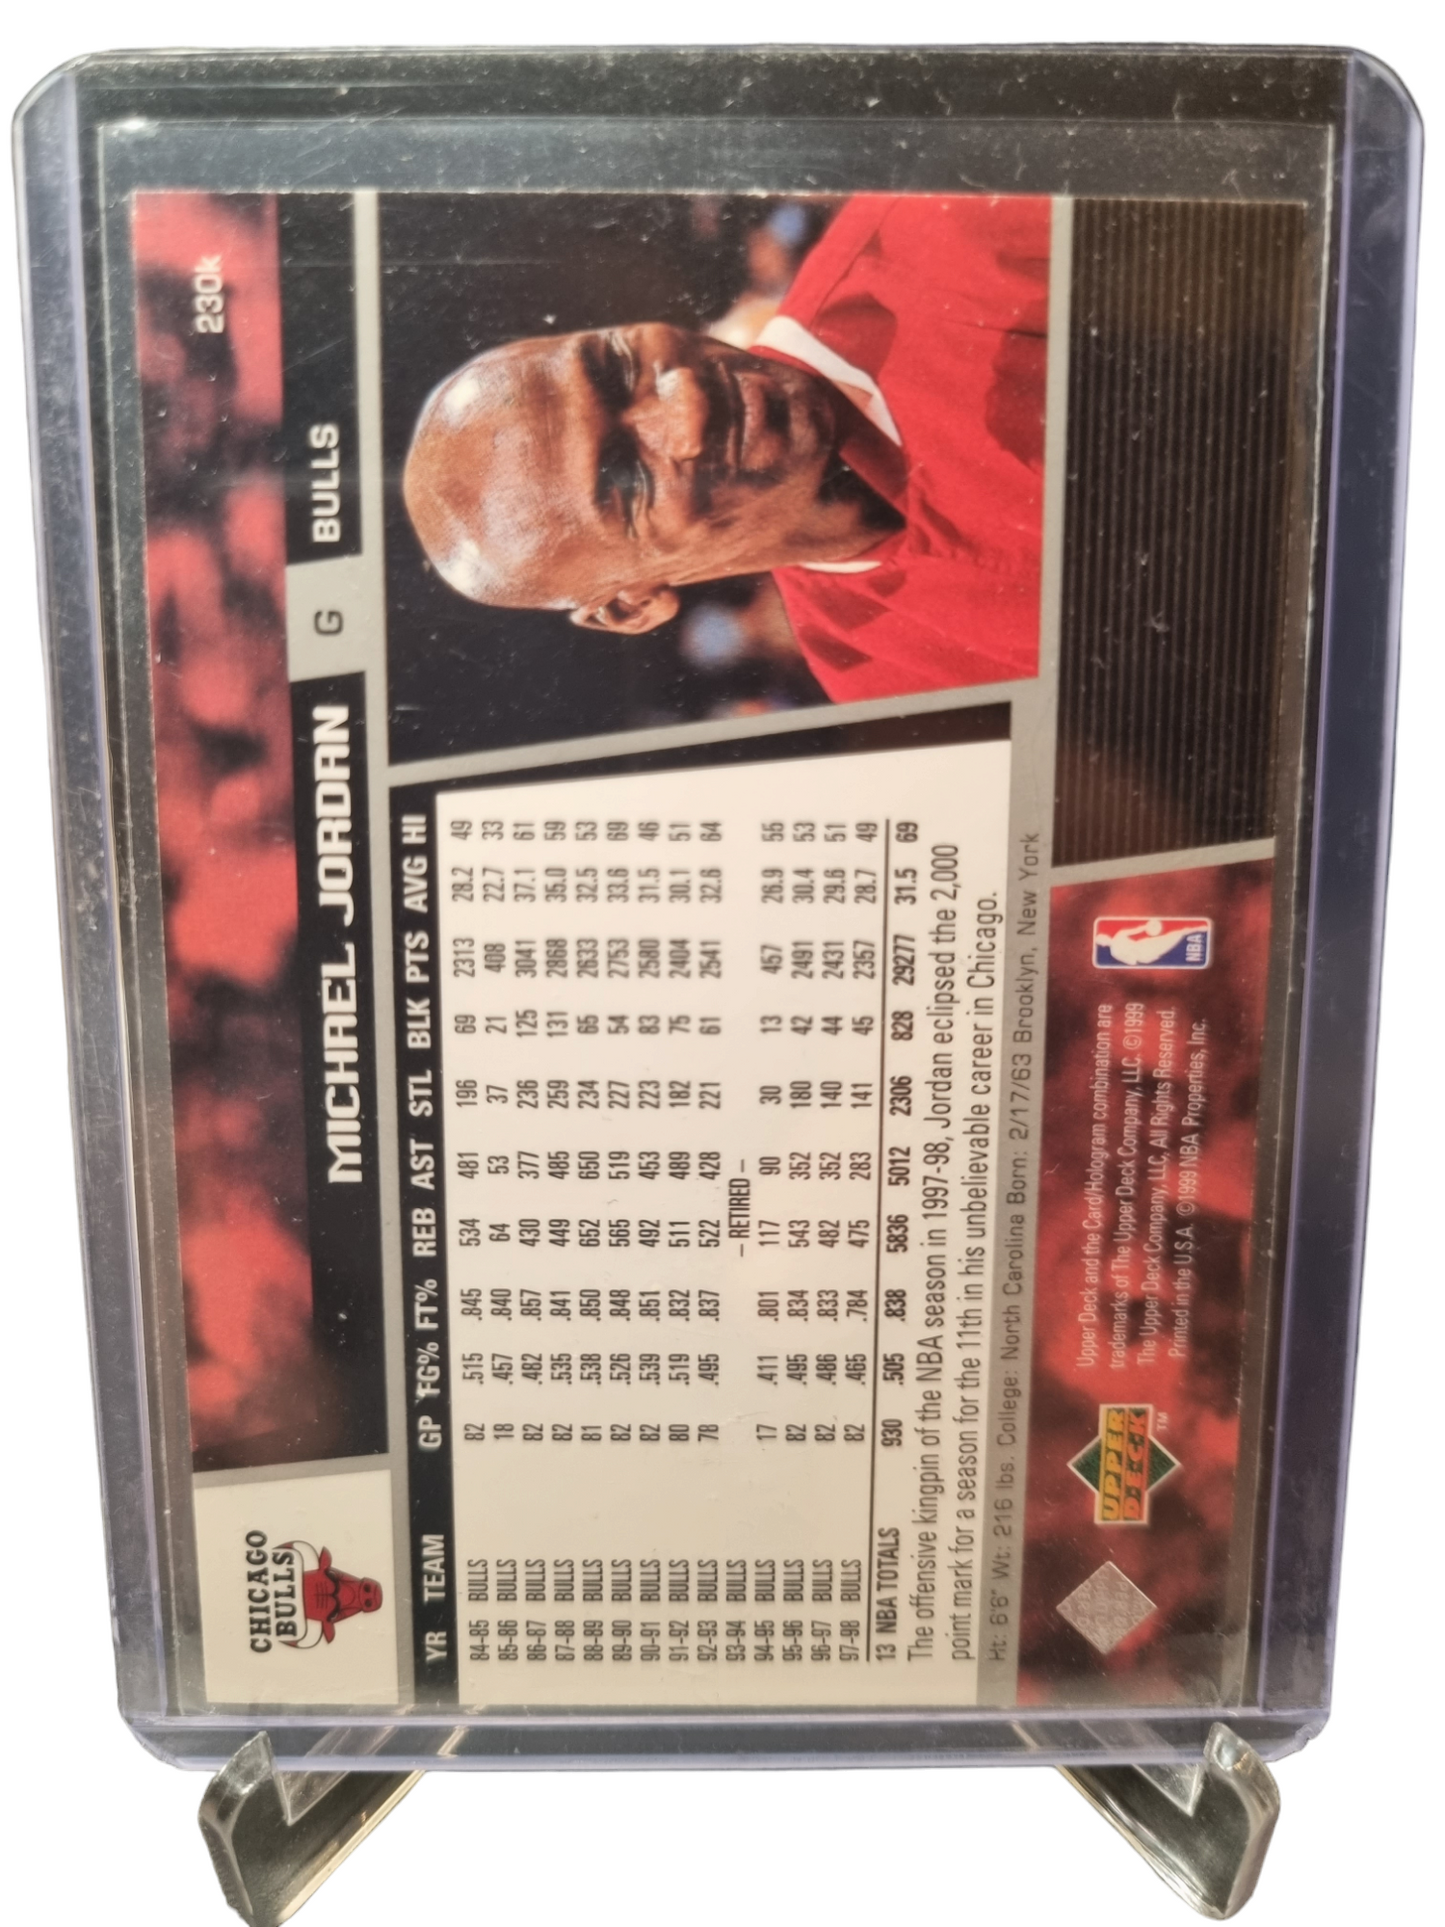 230k
CHICAGO
BULLS
MICHAEL JORDAN G BULLS
YR TEAM GP FG% FT% REB AST STL BLK PTS AVG HI
84-85 BULLS 82 .515 .845 534 481 196 69 2313 28.2 49
85-86 BULLS 18 .457 .840 64 53 37 21 408 22.7 33
86-87 BULLS 82 .482 .857 430 377 236 125 3041 37.1 61
87-88 BULLS 82 .535 .841 449 485 259 131 2868 35.0 59
88-89 BULLS 81 .538 .850 652 650 234 65 2633 32.5 53
89-90 BULLS 82 .526 .848 565 519 227 54 2753 33.6 69
90-91 BULLS 82 .539 .851 492 453 223 83 2580 31.5 46
91-92 BULLS 80 .519 .832 511 489 182 75 2404 30.1 51
92-93 BULLS 78 .495 .837 522 428 221 61 2541 32.6 64
93-94 BULLS – RETIRED –
94-95 BULLS 17 .411 .801 117 90 30 13 457 26.9 55
95-96 BULLS 82 .495 .834 543 352 180 42 2491 30.4 53
96-97 BULLS 82 .486 .833 482 352 140 44 2431 29.6 51
97-98 BULLS 82 .465 .784 475 283 141 45 2357 28.7 49
13 NBA TOTALS 930 .505 .838 5836 5012 2306 828 29277 31.5 69
The offensive kingpin of the NBA season in 1997-98, Jordan eclipsed the 2,000
point mark for a season for the 11th in his unbelievable career in Chicago.
Ht: 6'6" Wt: 216 lbs. College: North Carolina Born: 2/17/63 Brooklyn, New York
UPPER
DECK
TM
Upper Deck and the Card/Hologram combination are
trademarks of The Upper Deck Company, LLC. ©1999
The Upper Deck Company, LLC, All Rights Reserved.
Printed in the U.S.A. ©1999 NBA Properties, Inc.
NBA